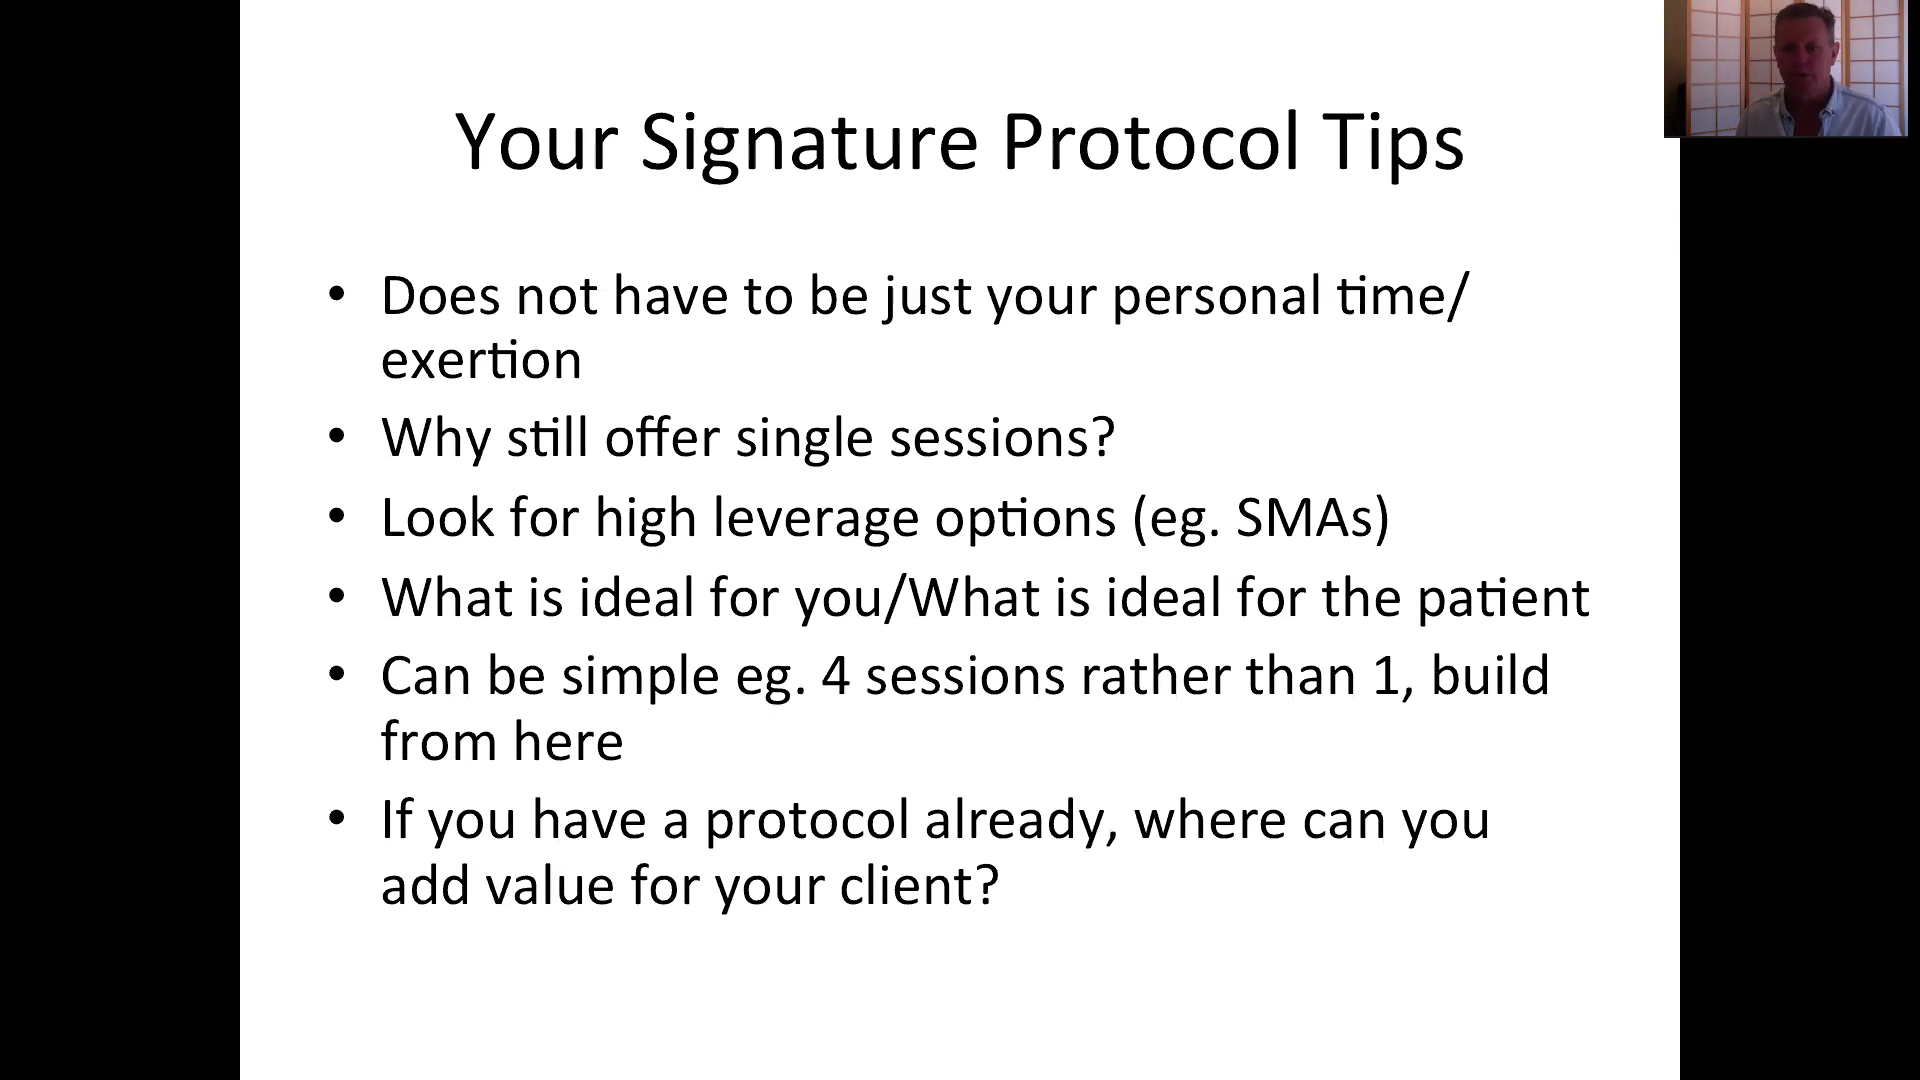 Your Signature Protocol Tips
• Does not have to be just your personal time/
exertion
• Why still offer single sessions?
• Look for high leverage options (eg. SMAs)
• What is ideal for you/What is ideal for the patient
• Can be simple eg. 4 sessions rather than 1, build
from here
• If you have a protocol already, where can you
add value for your client?